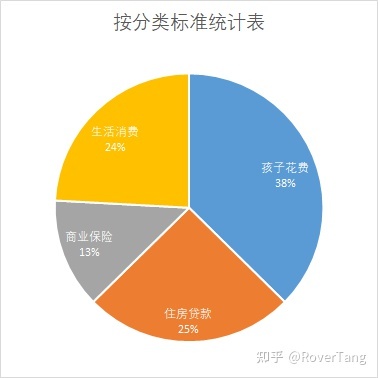 按分类标准统计表
生活消费
24%
孩子花费
38%
商业保险
13%
住房贷款
25%
知乎 @RoverTang